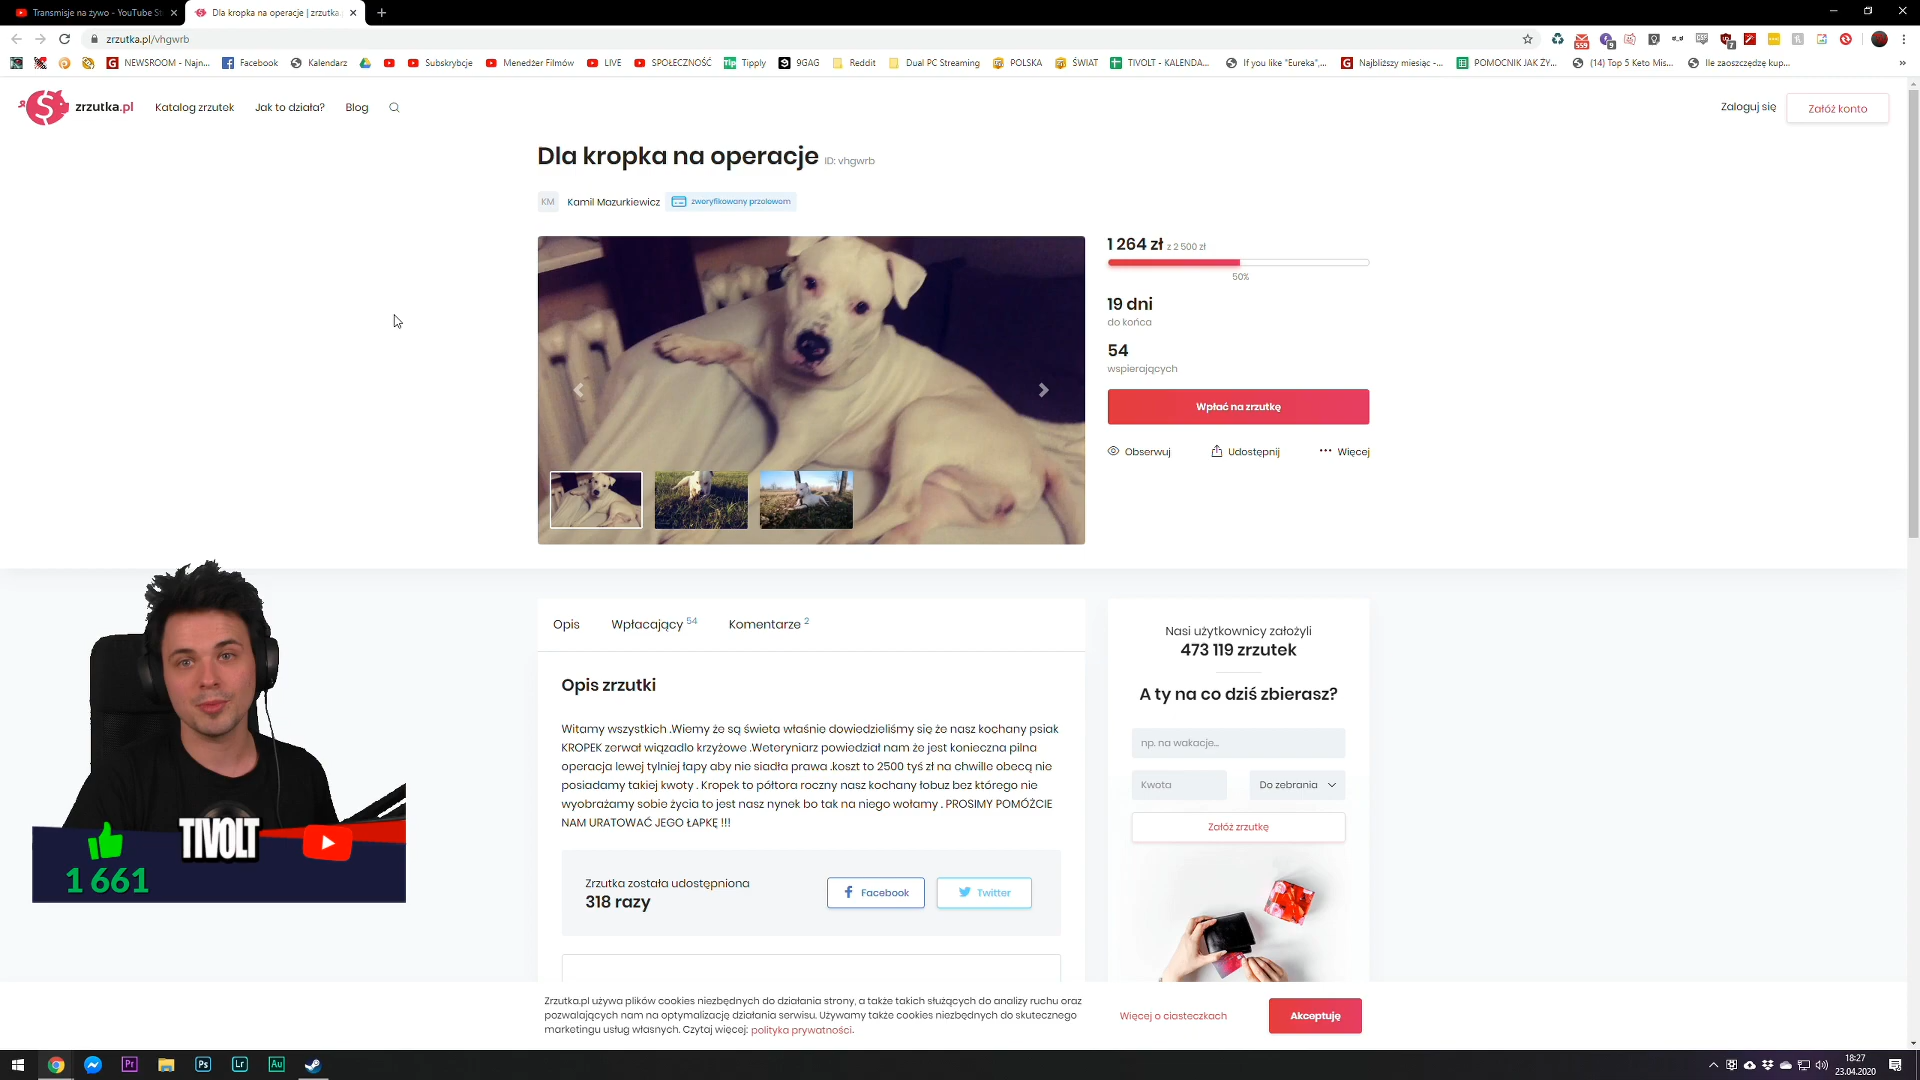 Transmisje na żywo - YouTube St
Dla kropka na operacje | zrzutka.
zrzutka.pl/vhgwrb
559
9
7
NEWSROOM - Najn...
Facebook
Kalendarz
Subskrybcje
Menedżer Filmów
LIVE
SPOŁECZNOŚĆ
Tipply
9GAG
Reddit
Dual PC Streaming
POLSKA
ŚWIAT
TIVOLT - KALENDA...
If you like "Eureka",...
Najbliższy miesiąc -...
POMOCNIK JAK ŻY...
(14) Top 5 Keto Mis...
Ile zaoszczędzę kup...
zrzutka.pl
Katalog zrzutek
Jak to działa?
Blog
Zaloguj się
Załóż konto
Dla kropka na operacje ID: vhgwrb
KM
Kamil Mazurkiewicz
zweryfikowany przelewem
1 264 zł z 2 500 zł
50%
19 dni
do końca
54
wspierających
Wpłać na zrzutkę
Obserwuj
Udostępnij
Więcej
Opis
Wpłacający 54
Komentarze 2
Opis zrzutki
Witamy wszystkich .Wiemy że są świeta właśnie dowiedzieliśmy się że nasz kochany psiak
KROPEK zerwał wiązadlo krzyżowe .Weteryniarz powiedział nam że jest konieczna pilna
operacja lewej tylniej łapy aby nie siadła prawa .koszt to 2500 tyś zł na chwille obecą nie
posiadamy takiej kwoty . Kropek to półtora roczny nasz kochany łobuz bez którego nie
wyobrażamy sobie życia to jest nasz nynek bo tak na niego wołamy . PROSIMY POMÓŻCIE
NAM URATOWAĆ JEGO ŁAPKĘ !!!
Zrzutka została udostępniona
318 razy
Facebook
Twitter
Nasi użytkownicy założyli
473 119 zrzutek
A ty na co dziś zbierasz?
np. na wakacje...
Kwota
Do zebrania
Załóż zrzutkę
TIVOLT
1 661
Zrzutka.pl używa plików cookies niezbędnych do działania strony, a także takich służących do analizy ruchu oraz
pozwalających nam na optymalizację działania serwisu. Używamy także cookies niezbędnych do skutecznego
marketingu usług własnych. Czytaj więcej: polityka prywatności.
Więcej o ciasteczkach
Akceptuję
Pr
Ps
Lr
Au
18:27
23.04.2020